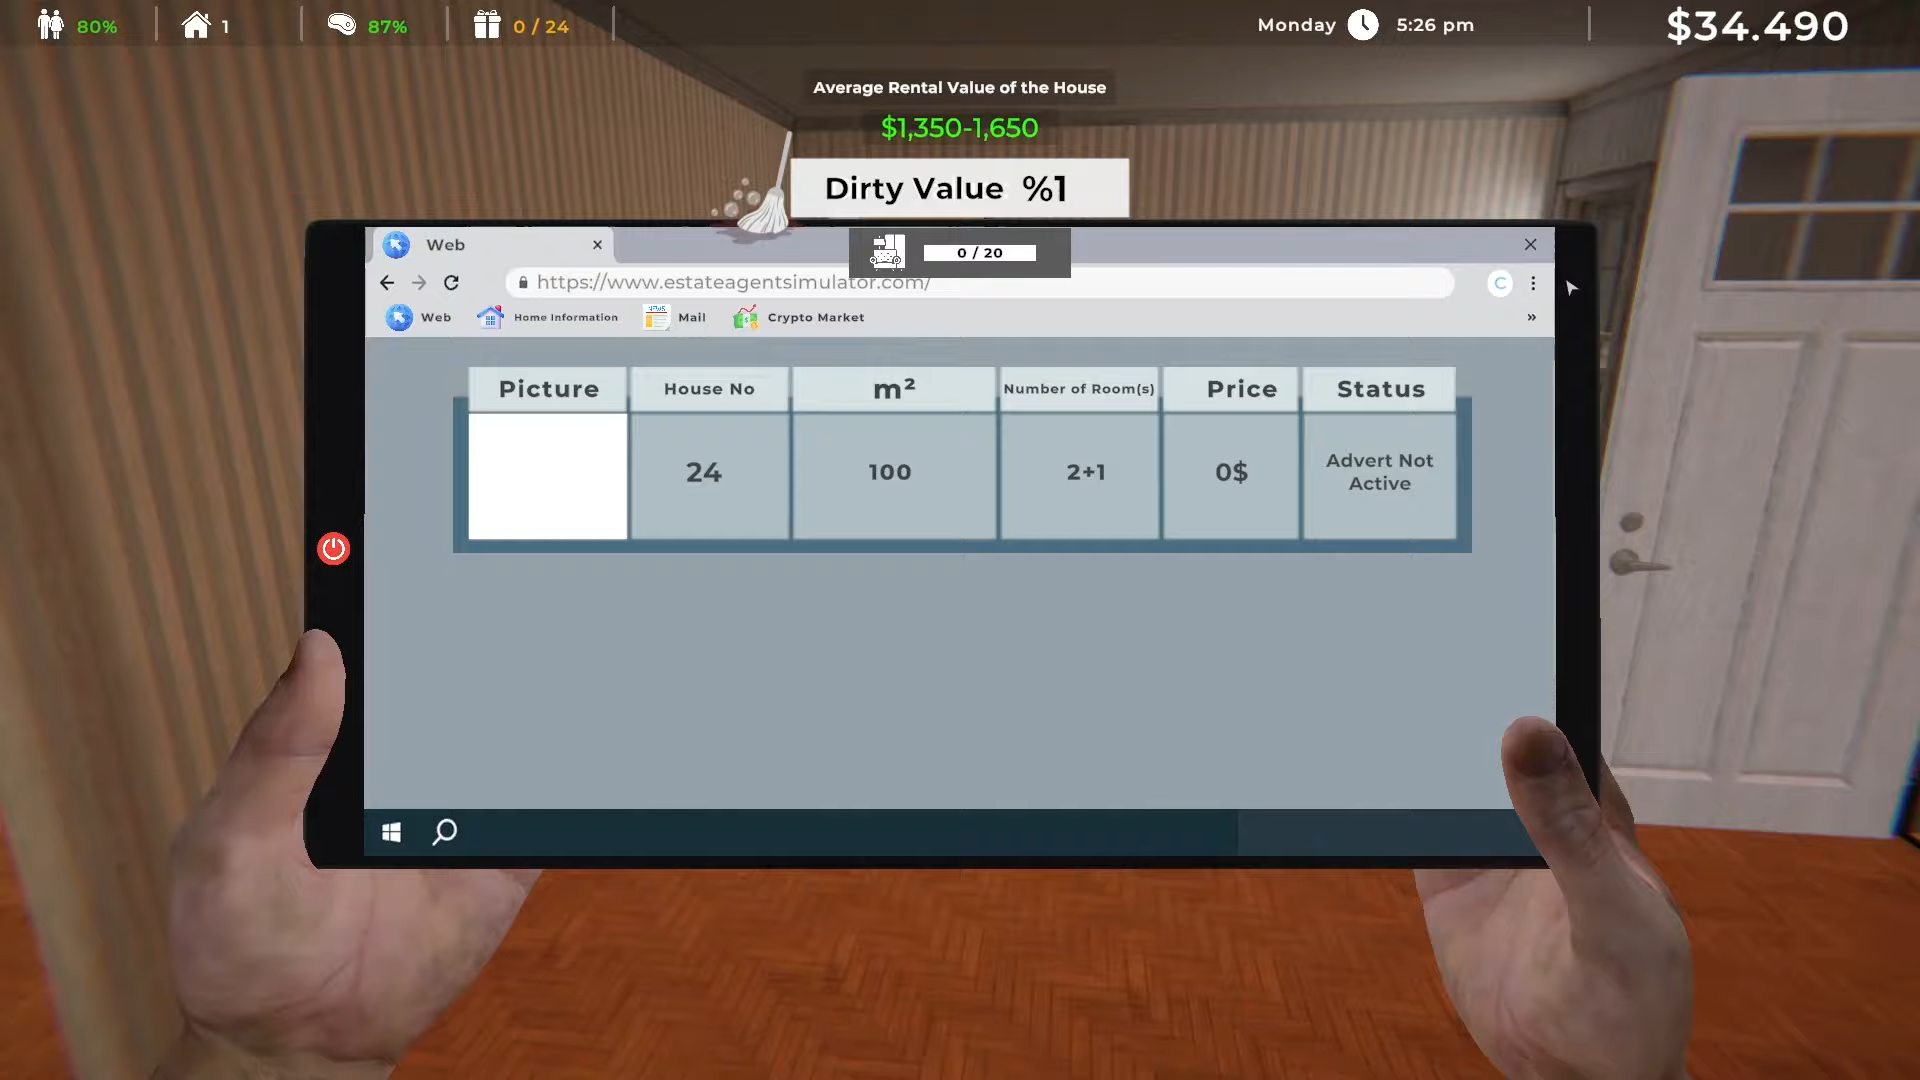 80%
1
87%
0 / 24
Monday
5:26 pm
$34.490
Average Rental Value of the House
$1,350-1,650
Dirty Value %1
Web
0 / 20
https://www.estateagentsimulator.com/
C
Web
Home Information
NEWS
Mail
Crypto Market
Picture
House No
m²
Number of Room(s)
Price
Status
24
100
2+1
0$
Advert Not
Active